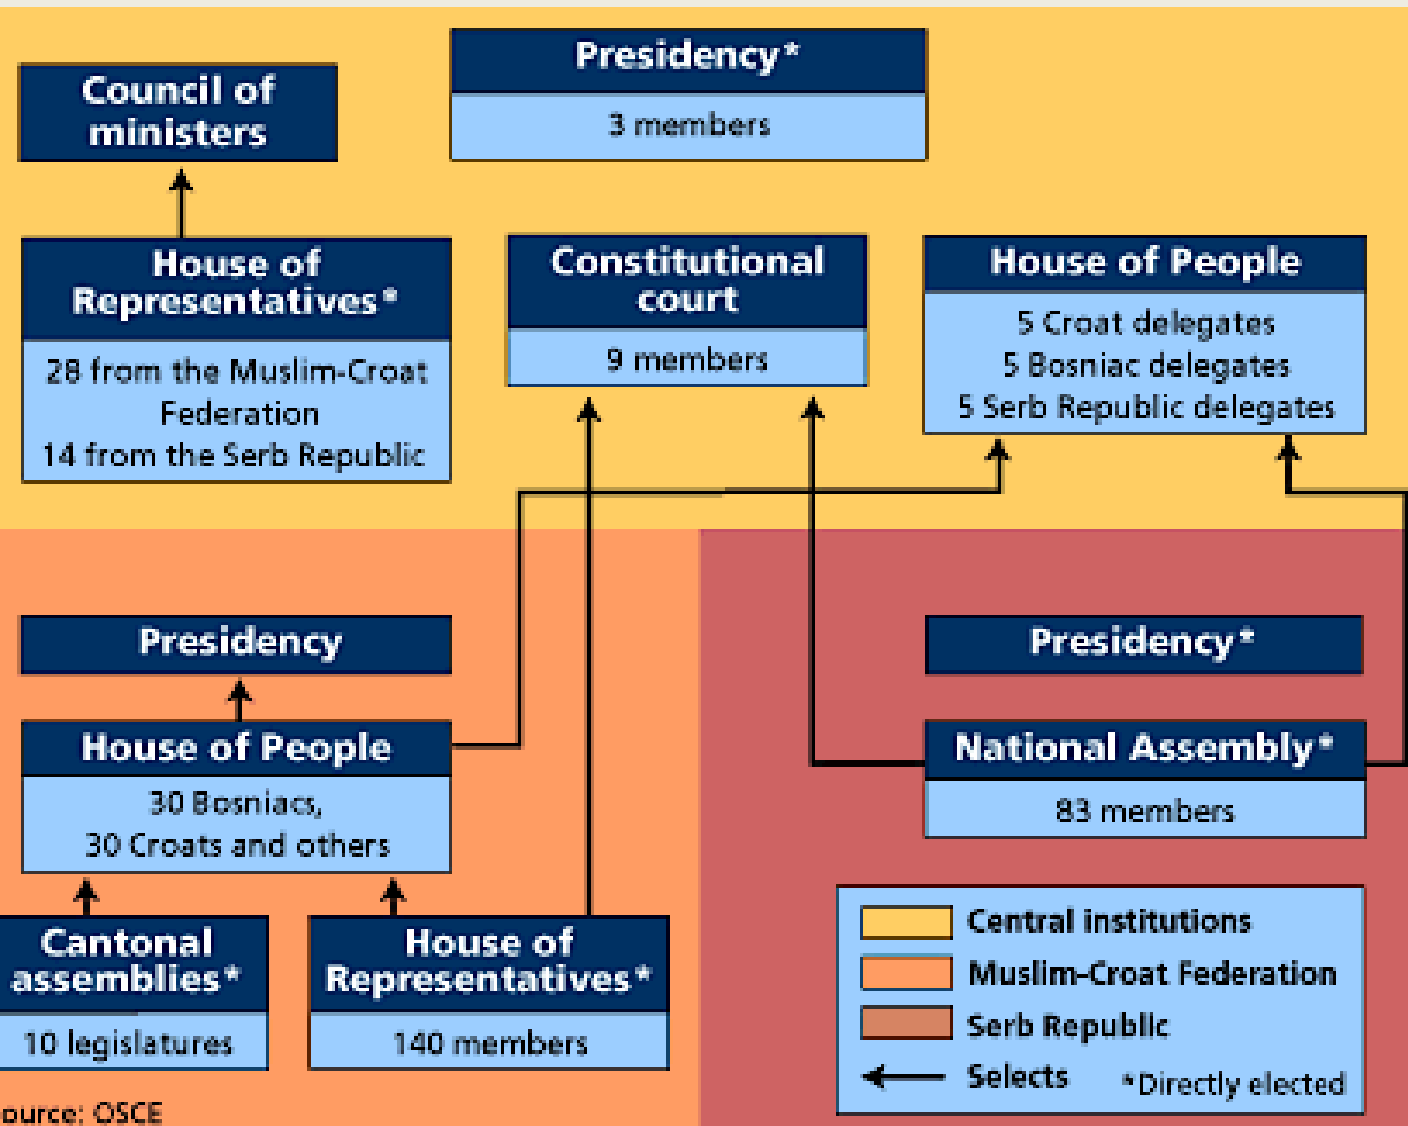 Presidency*
3 members
Council of
ministers
House of
Representatives*
28 from the Muslim-Croat
Federation
14 from the Serb Republic
Constitutional
court
9 members
House of People
5 Croat delegates
5 Bosniac delegates
5 Serb Republic delegates
Presidency
House of People
30 Bosniacs,
30 Croats and others
Cantonal
assemblies*
10 legislatures
House of
Representatives*
140 members
Presidency*
National Assembly*
83 members
Central institutions
Muslim-Croat Federation
Serb Republic
Selects *Directly elected
ource: OSCE